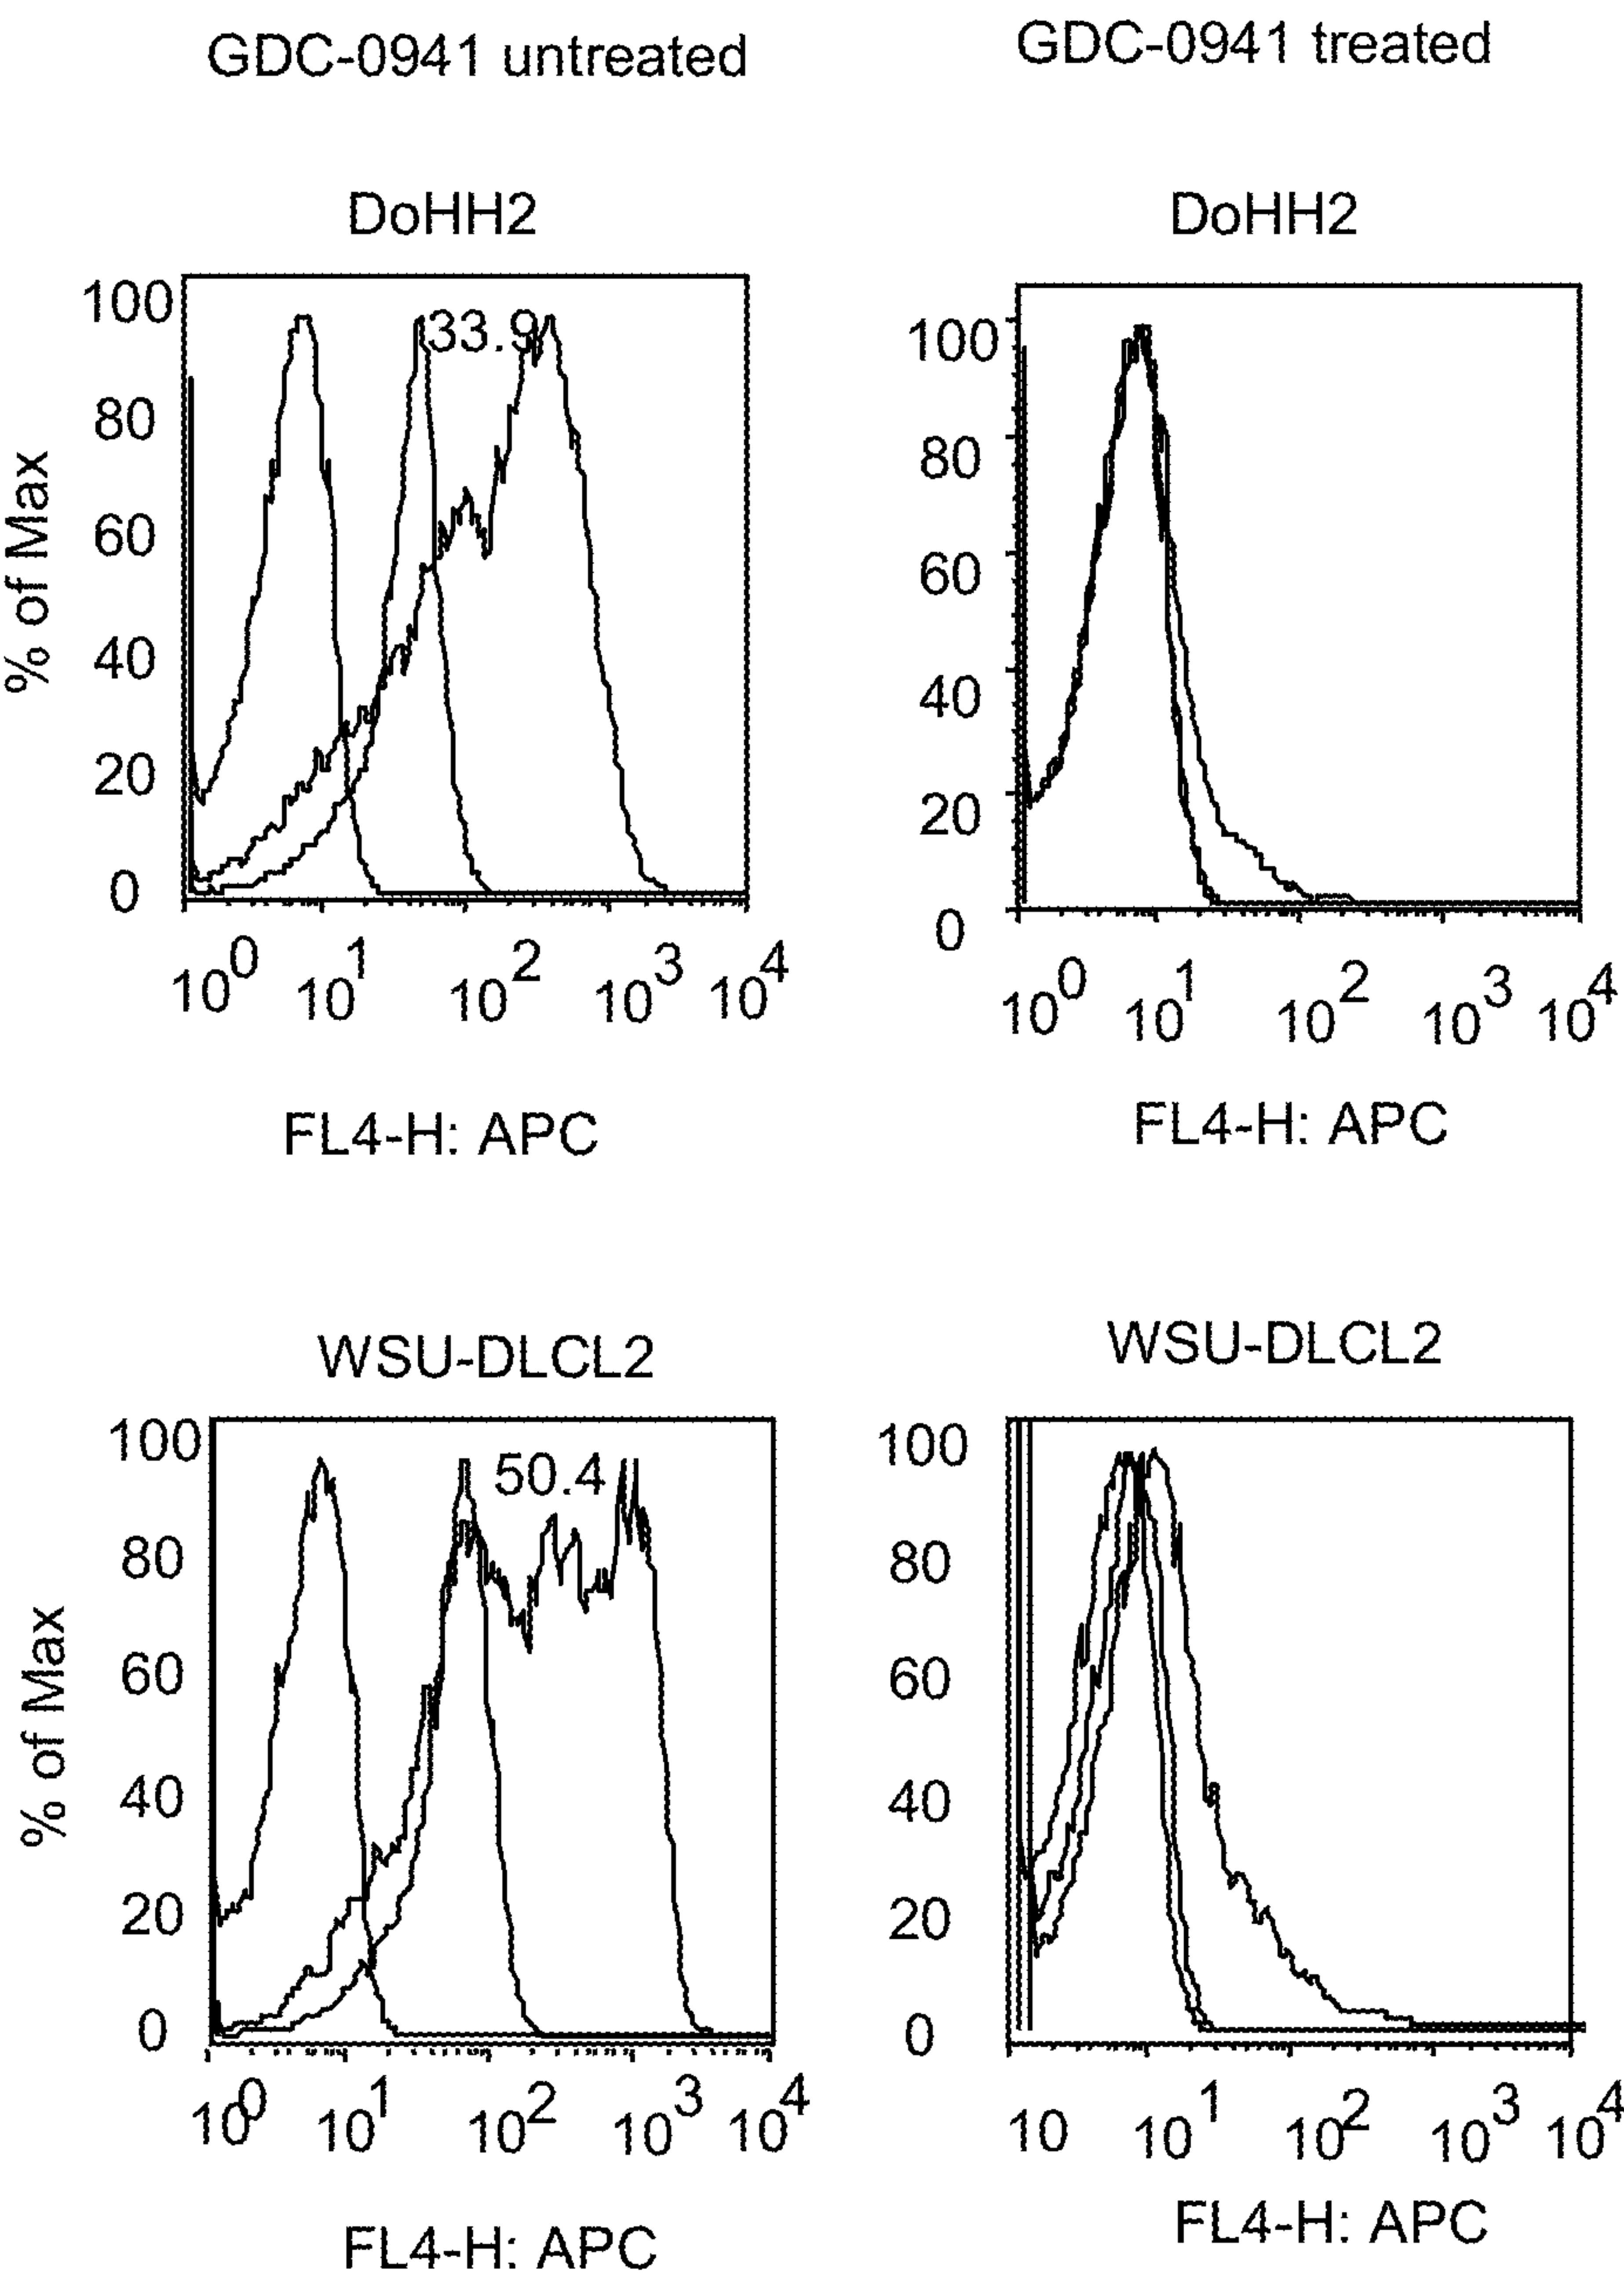 GDC-0941 untreated GDC-0941 treated
DoHH2 DoHH2
% of Max
100
80
60
40
20
0
33.9
10^0 10^1 10^2 10^3 10^4
FL4-H: APC
100
80
60
40
20
0
10^0 10^1 10^2 10^3 10^4
FL4-H: APC
WSU-DLCL2 WSU-DLCL2
% of Max
100
80
60
40
20
0
50.4
10^0 10^1 10^2 10^3 10^4
FL4-H: APC
100
80
60
40
20
0
10 10^1 10^2 10^3 10^4
FL4-H: APC